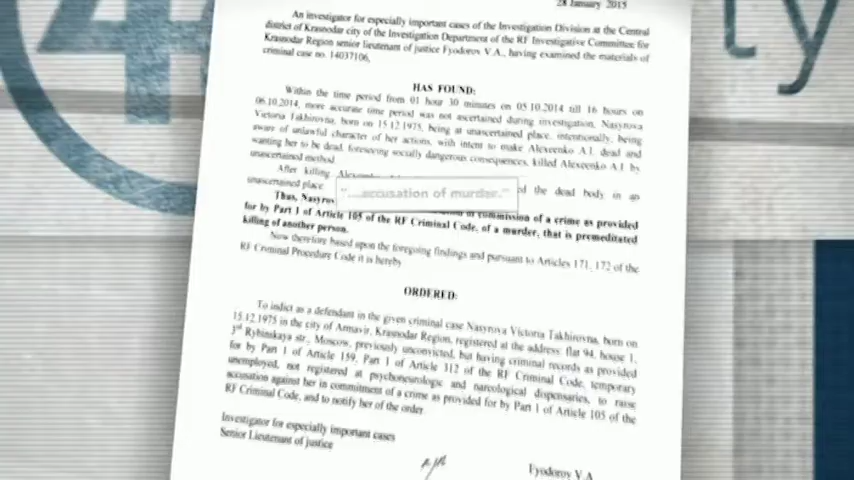 28 January 2015
An investigator for especially important cases of the Investigation Division at the Central
district of Krasnodar city of the Investigation Department of the RF Investigative Committee for
Krasnodar Region senior lieutenant of justice Fyodorov V.A., having examined the materials of
criminal case no. 14037106,
HAS FOUND:
Within the time period from 01 hour 30 minutes on 05.10.2014 till 16 hours on
06.10.2014, more accurate time period was not ascertained during investigation, Nasyrova
Victoria Takhirovna, born on 15.12.1975, being at unascertained place, intentionally, being
aware of unlawful character of her actions, with intent to make Alexeenko A.I. dead and
wanting her to be dead, foreseeing socially dangerous consequences, killed Alexeenko A.I. by
unascertained method.
After killing
the dead body in an
unascertained place
"....accusation of murder."
Thus, Nasyrov
in commission of a crime as provided
for by Part 1 of Article 105 of the RF Criminal Code, of a murder, that is premeditated
killing of another person.
Now therefore based upon the foregoing findings and pursuant to Articles 171, 172 of the
RF Criminal Procedure Code it is hereby
ORDERED:
To indict as a defendant in the given criminal case Nasyrova Victoria Takhirovna, born on
15.12.1975 in the city of Armavir, Krasnodar Region, registered at the address: flat 94, house 1,
3rd Rybinskaya str., Moscow, previously unconvicted, but having criminal records as provided
for by Part 1 of Article 159, Part 1 of Article 312 of the RF Criminal Code, temporary
unemployed, not registered at psychoneurologic and narcological dispensaries, to raise
accusation against her in commitment of a crime as provided for by Part 1 of Article 105 of the
RF Criminal Code, and to notify her of the order.
Investigator for especially important cases
Senior Lieutenant of justice
Fyodorov V.A.
48
ty